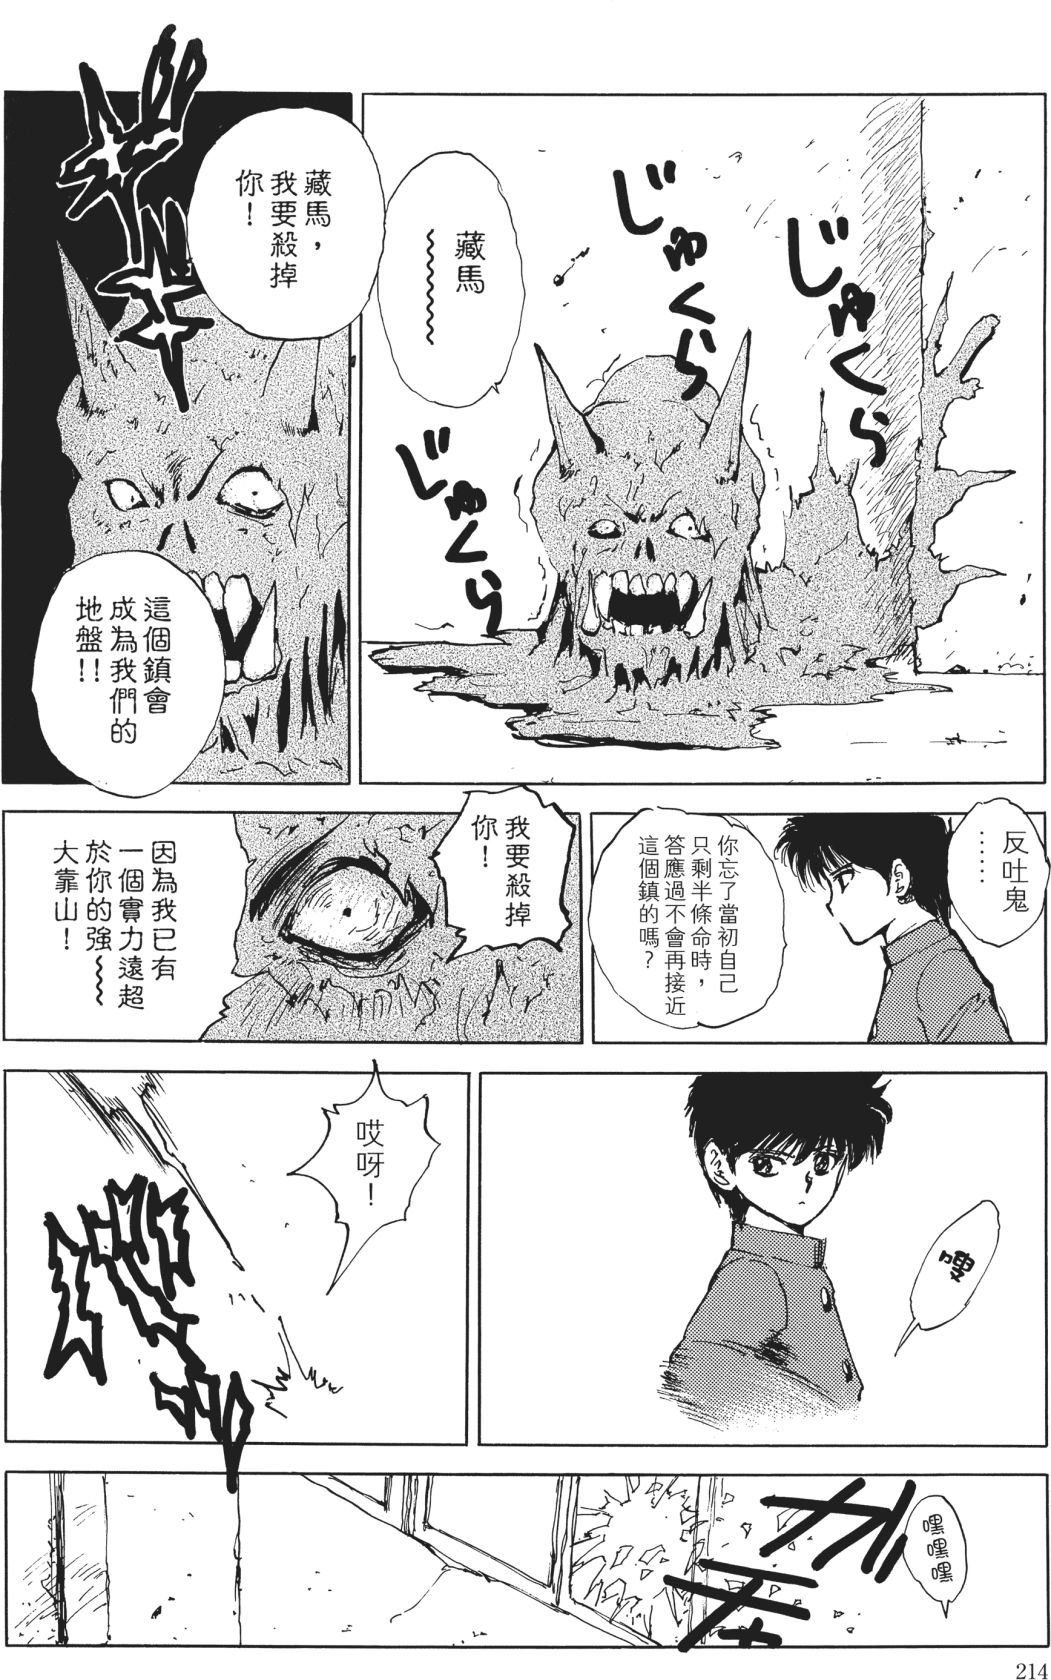 藏馬
～～～
じゅくら
じゅくら
じゅくら
藏馬，
我要殺掉
你！
這個鎮會
成為我們的
地盤!!
反吐鬼
……
你忘了當初自己
只剩半條命時，
答應過不會再接近
這個鎮的嗎？
我要殺掉
你！
因為我已有
一個實力遠超
於你的強～～
大靠山！
嗖
哎呀！
嘿嘿嘿
214